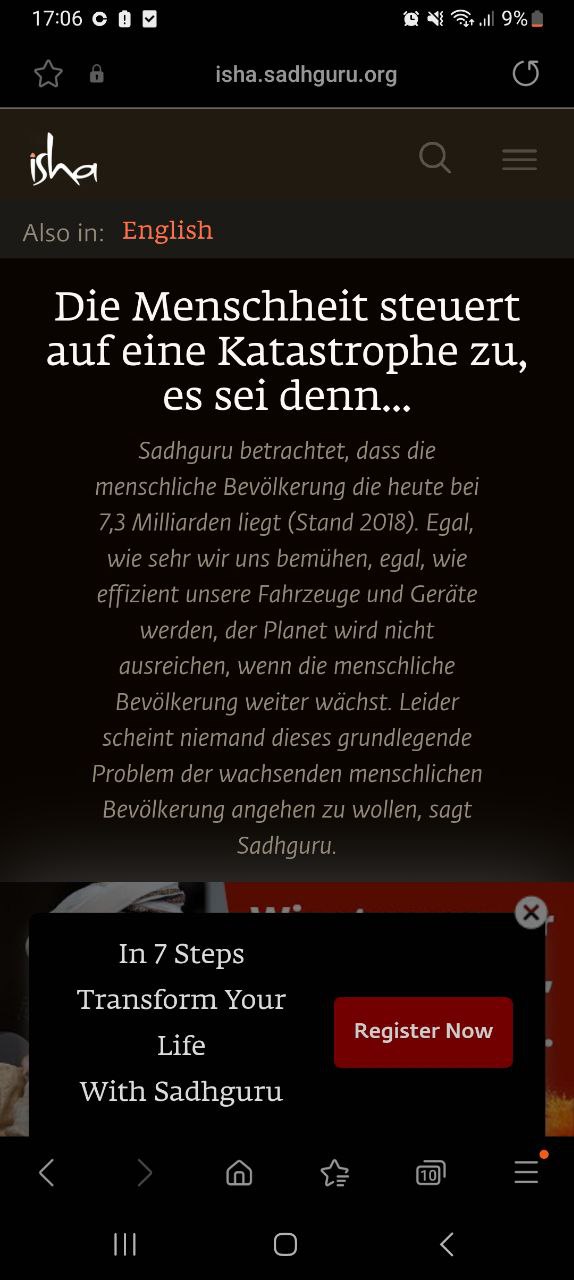 17:06 9%
isha.sadhguru.org
isha
Also in: English
Die Menschheit steuert
auf eine Katastrophe zu,
es sei denn...
Sadhguru betrachtet, dass die
menschliche Bevölkerung die heute bei
7,3 Milliarden liegt (Stand 2018). Egal,
wie sehr wir uns bemühen, egal, wie
effizient unsere Fahrzeuge und Geräte
werden, der Planet wird nicht
ausreichen, wenn die menschliche
Bevölkerung weiter wächst. Leider
scheint niemand dieses grundlegende
Problem der wachsenden menschlichen
Bevölkerung angehen zu wollen, sagt
Sadhguru.
In 7 Steps
Transform Your
Life
With Sadhguru
Register Now
10